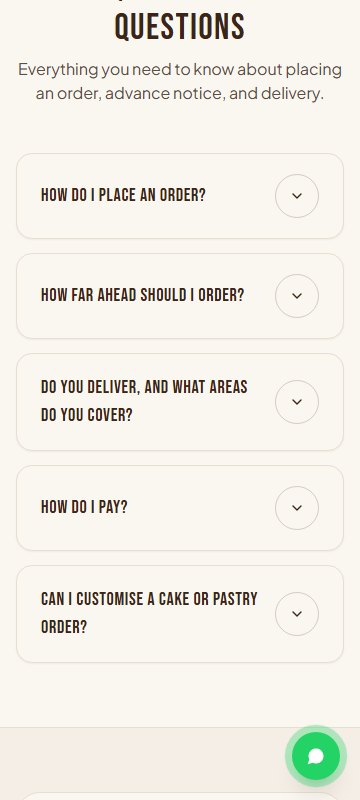 QUESTIONS
Everything you need to know about placing
an order, advance notice, and delivery.
HOW DO I PLACE AN ORDER?
HOW FAR AHEAD SHOULD I ORDER?
DO YOU DELIVER, AND WHAT AREAS
DO YOU COVER?
HOW DO I PAY?
CAN I CUSTOMISE A CAKE OR PASTRY
ORDER?